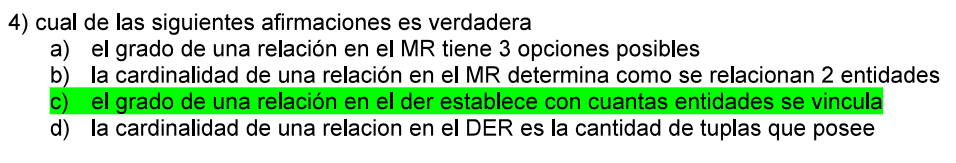 4) cual de las siguientes afirmaciones es verdadera
a) el grado de una relación en el MR tiene 3 opciones posibles
b) la cardinalidad de una relación en el MR determina como se relacionan 2 entidades
c) el grado de una relación en el der establece con cuantas entidades se vincula
d) la cardinalidad de una relacion en el DER es la cantidad de tuplas que posee